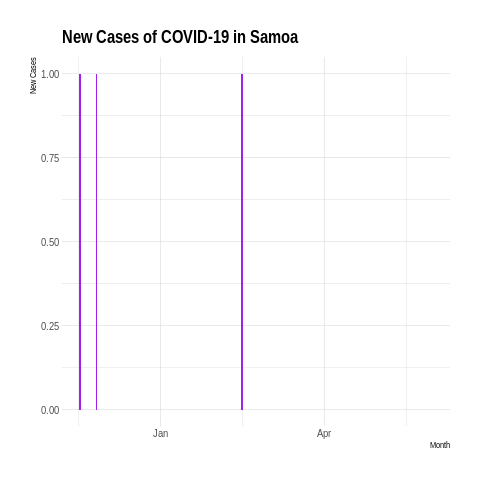 New Cases of COVID-19 in Samoa
New Cases
1.00
0.75
0.50
0.25
0.00
Jan
Apr
Month